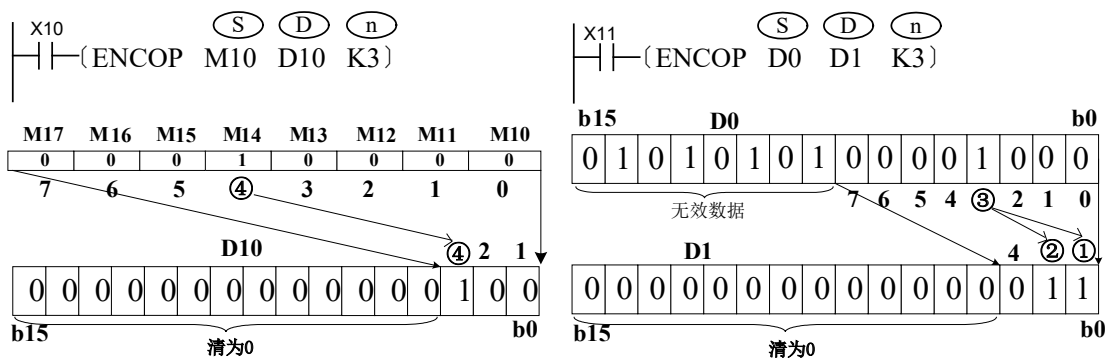 X10
S D n
〔ENCOP M10 D10 K3〕
M17 M16 M15 M14 M13 M12 M11 M10
0 0 0 1 0 0 0 0
7 6 5 ④ 3 2 1 0
D10 ④ 2 1
0 0 0 0 0 0 0 0 0 0 0 0 0 1 0 0
b15 b0
清为0
X11
S D n
〔ENCOP D0 D1 K3〕
b15 D0 b0
0 1 0 1 0 1 0 1 0 0 0 0 1 0 0 0
无效数据 7 6 5 4 ③ 2 1 0
D1 4 ② ①
0 0 0 0 0 0 0 0 0 0 0 0 0 0 1 1
b15 b0
清为0